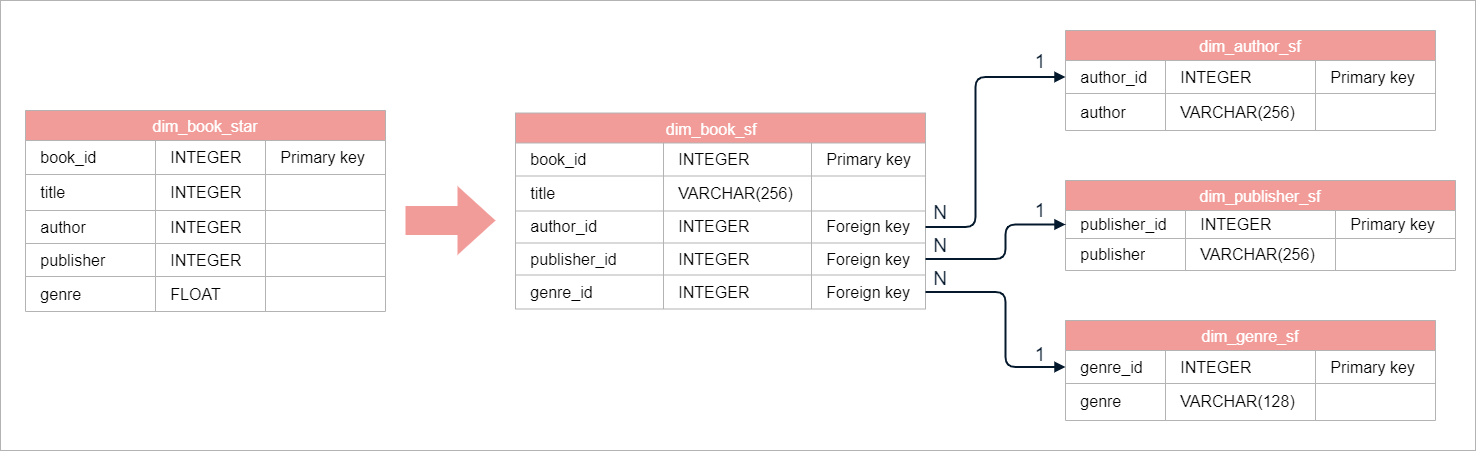 dim_book_star
book_id INTEGER Primary key
title INTEGER
author INTEGER
publisher INTEGER
genre FLOAT
dim_book_sf
book_id INTEGER Primary key
title VARCHAR(256)
author_id INTEGER Foreign key
publisher_id INTEGER Foreign key
genre_id INTEGER Foreign key
N
N
N
1
1
1
dim_author_sf
author_id INTEGER Primary key
author VARCHAR(256)
dim_publisher_sf
publisher_id INTEGER Primary key
publisher VARCHAR(256)
dim_genre_sf
genre_id INTEGER Primary key
genre VARCHAR(128)